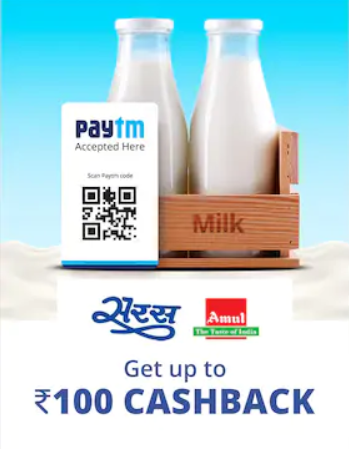 paytm
Accepted Here
Scan Paytm code
Milk
सरस
Amul
The Taste of India
Get up to
₹100 CASHBACK